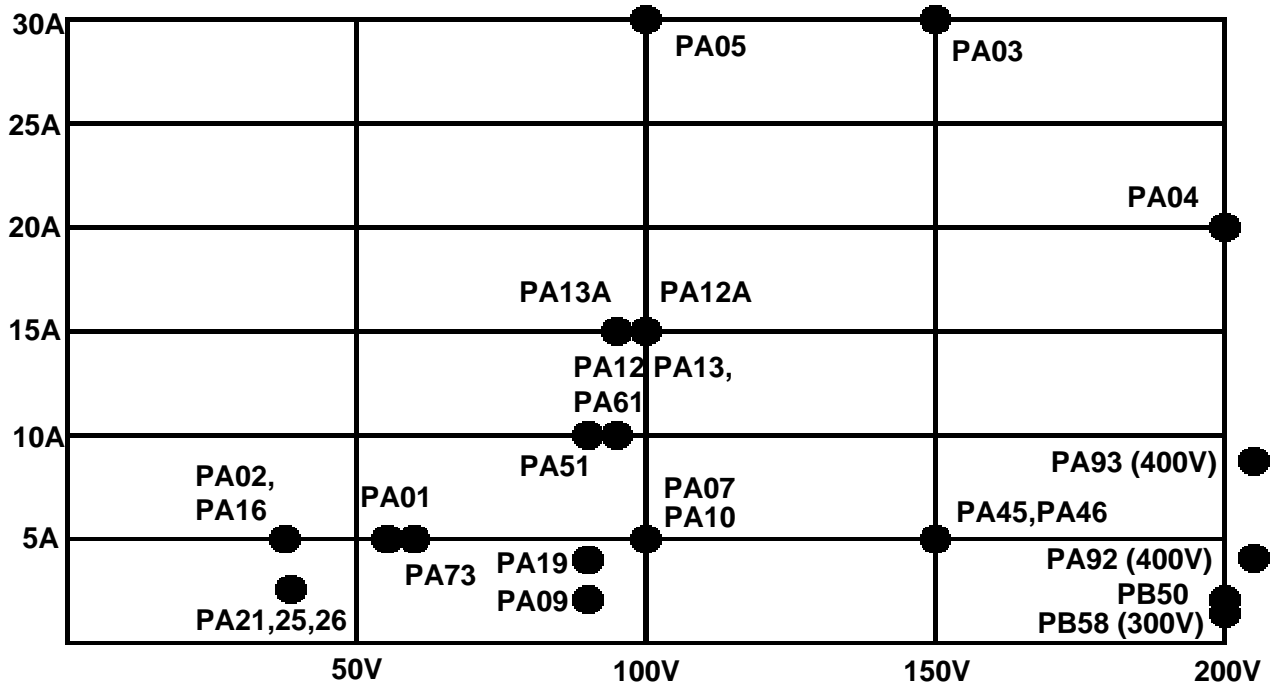 30A
PA05
PA03
25A
PA04
20A
PA13A
PA12A
15A
PA12 PA13,
PA61
10A
PA51
PA93 (400V)
PA02,
PA16
PA01
PA07
PA10
PA45,PA46
5A
PA73
PA19
PA92 (400V)
PA09
PB50
PA21,25,26
PB58 (300V)
50V
100V
150V
200V